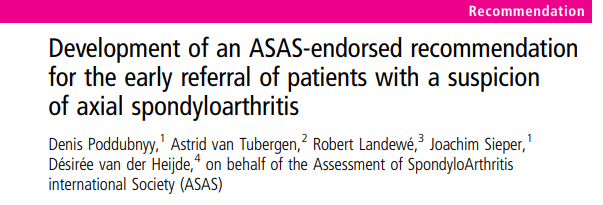 Recommendation
Development of an ASAS-endorsed recommendation
for the early referral of patients with a suspicion
of axial spondyloarthritis
Denis Poddubnyy,1 Astrid van Tubergen,2 Robert Landewé,3 Joachim Sieper,1
Désirée van der Heijde,4 on behalf of the Assessment of SpondyloArthritis
international Society (ASAS)